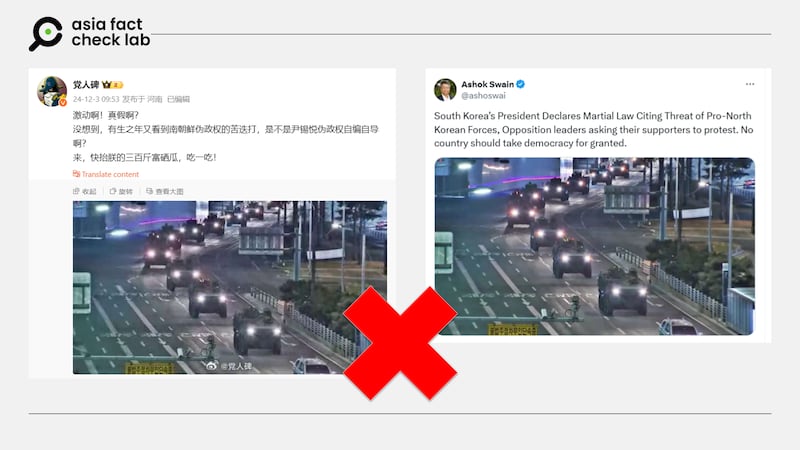 asia fact
check lab
党人碑
24-12-3 09:53 发布于 河南 已编辑
激动啊！真假啊？
没想到，有生之年又看到南朝鲜伪政权的苦迭打，是不是尹锡悦伪政权自编自导
啊？
来，快抬朕的三百斤富硒瓜，吃一吃！
Translate content
收起 旋转 查看大图
@党人碑
Ashok Swain
@ashoswai
South Korea's President Declares Martial Law Citing Threat of Pro-North
Korean Forces, Opposition leaders asking their supporters to protest. No
country should take democracy for granted.